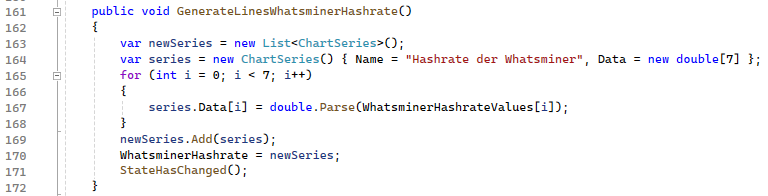 161 public void GenerateLinesWhatsminerHashrate()
162 {
163 var newSeries = new List<ChartSeries>();
164 var series = new ChartSeries() { Name = "Hashrate der Whatsminer", Data = new double[7] };
165 for (int i = 0; i < 7; i++)
166 {
167 series.Data[i] = double.Parse(WhatsminerHashrateValues[i]);
168 }
169 newSeries.Add(series);
170 WhatsminerHashrate = newSeries;
171 StateHasChanged();
172 }